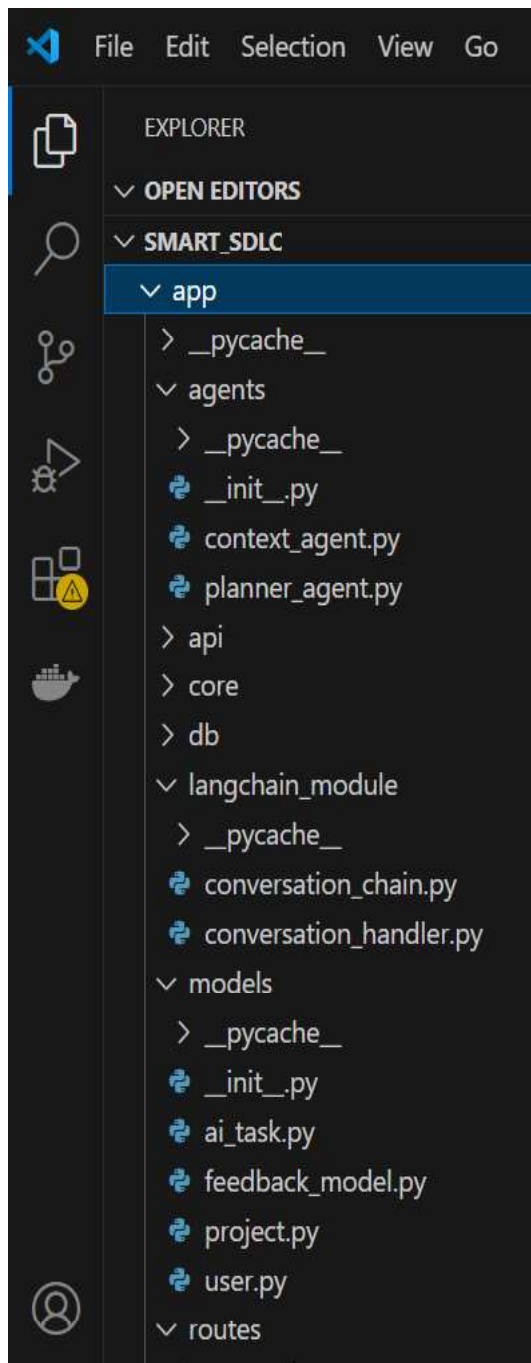 File Edit Selection View Go
EXPLORER
OPEN EDITORS
SMART_SDLC
app
__pycache__
agents
__pycache__
__init__.py
context_agent.py
planner_agent.py
api
core
db
langchain_module
__pycache__
conversation_chain.py
conversation_handler.py
models
__pycache__
__init__.py
ai_task.py
feedback_model.py
project.py
user.py
routes